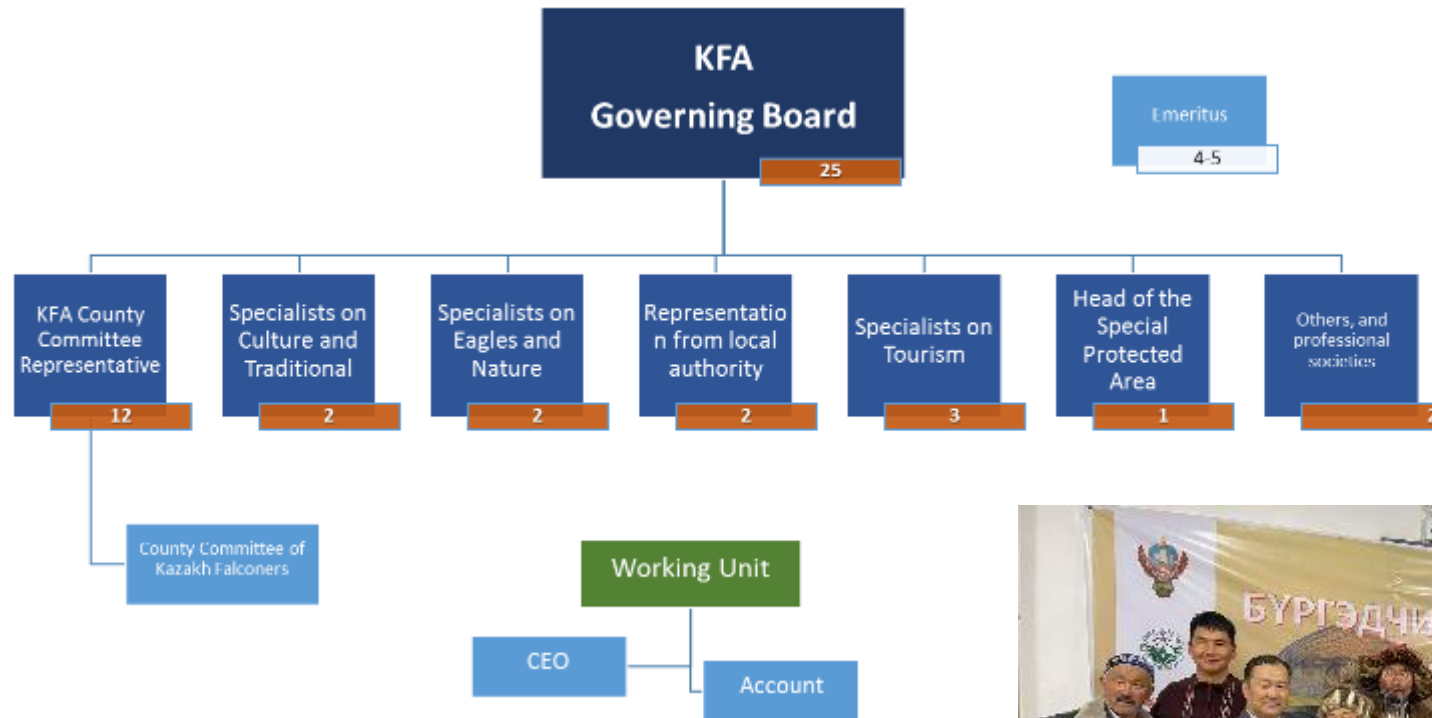 KFA
Governing Board
25
Emeritus
4-5
KFA County
Committee
Representative
12
Specialists on
Culture and
Traditional
2
Specialists on
Eagles and
Nature
2
Representatio
n from local
authority
2
Specialists on
Tourism
3
Head of the
Special
Protected
Area
1
Others, and
professional
societies
2
County Committee of
Kazakh Falconers
Working Unit
CEO
Account
БҮРГЭДЧИ